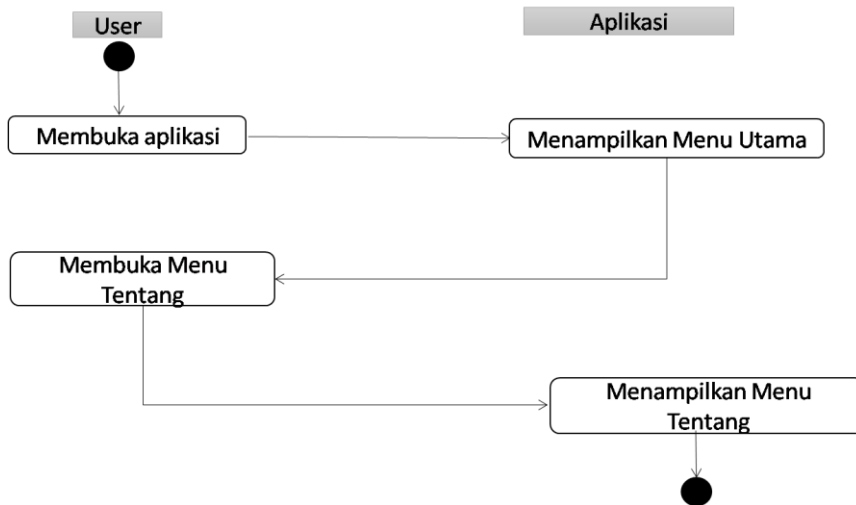 User
Aplikasi
Membuka aplikasi
Menampilkan Menu Utama
Membuka Menu
Tentang
Menampilkan Menu
Tentang